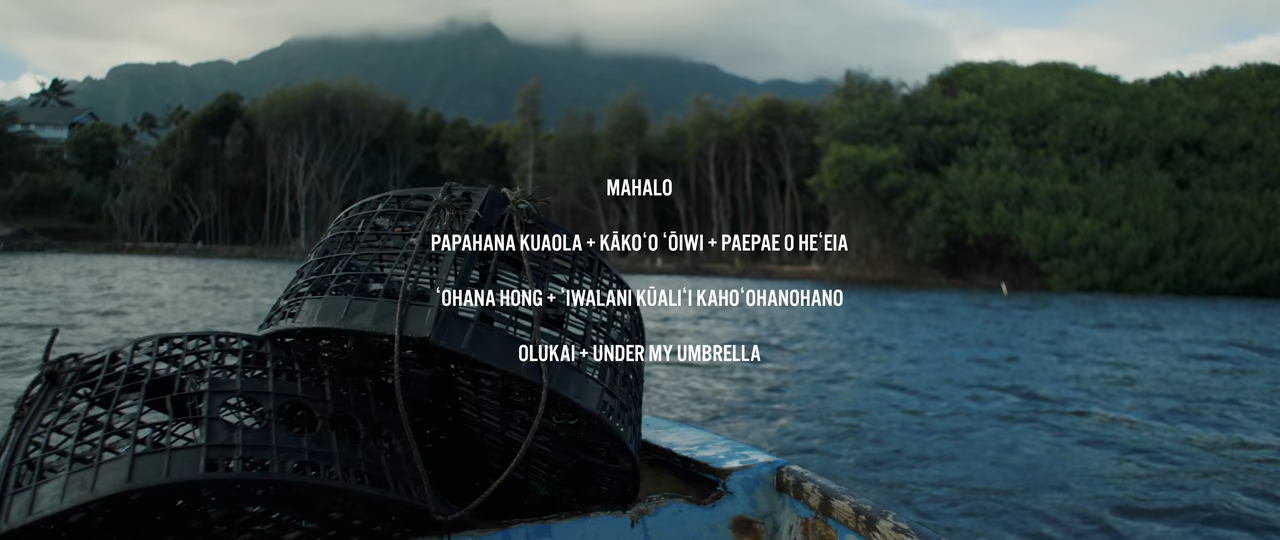 MAHALO
PAPAHANA KUAOLA + KĀKOʻO ʻŌIWI + PAEPAE O HEʻEIA
ʻOHANA HONG + ʻIWALANI KŪALIʻI KAHOʻOHANOHANO
OLUKAI + UNDER MY UMBRELLA